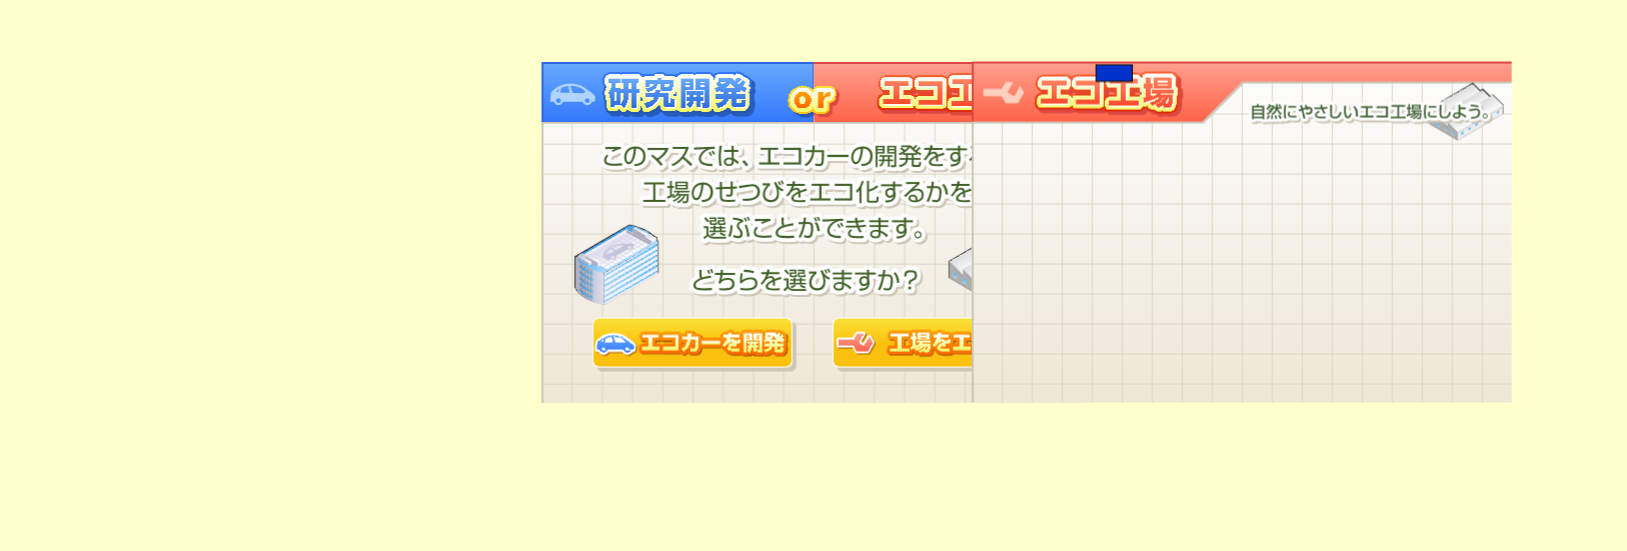 研究開発 or エコ工
このマスでは、エコカーの開発をす
工場のせつびをエコ化するかを
選ぶことができます。
どちらを選びますか？
エコカーを開発
工場をエ
エコ工場
自然にやさしいエコ工場にしよう。